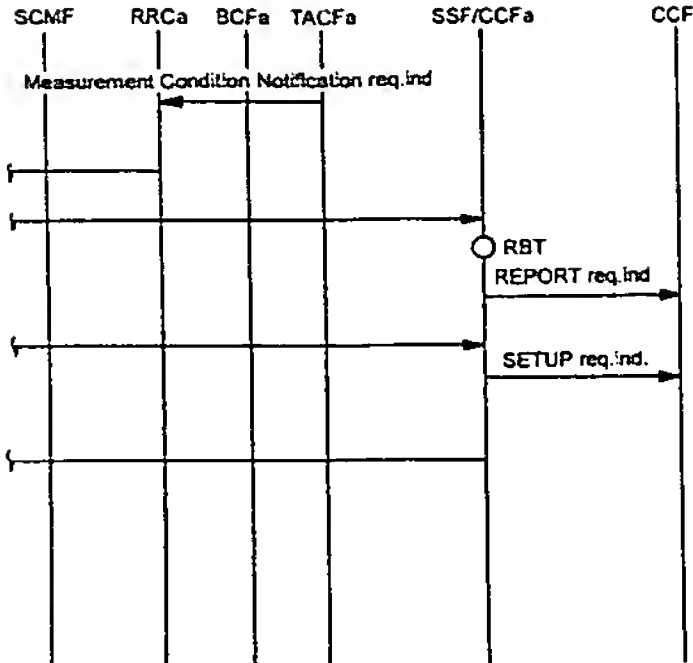 SCMF RRCa BCFa TACFa SSF/CCFa CCF
Measurement Condition Notification req.ind
RBT
REPORT req.ind
SETUP req.ind.